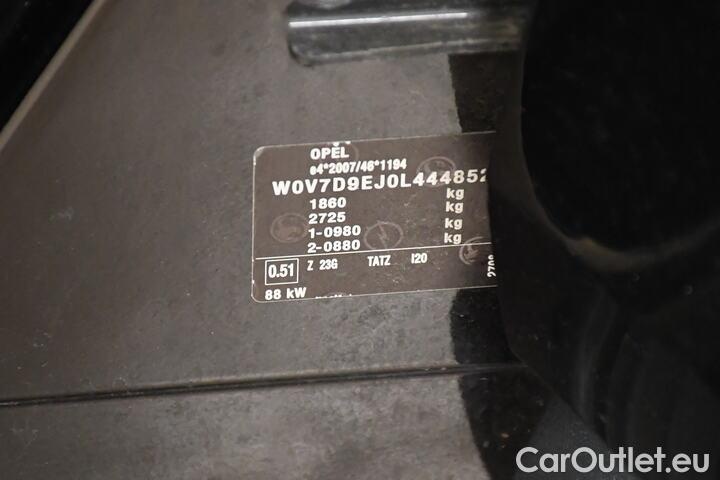 OPEL
e4*2007/46*1194
W0V7D9EJ0L444852
1860 kg
2725 kg
1-0980 kg
2-0880 kg
0.51 Z 23G TATZ I20
88 kW
CarOutlet.eu